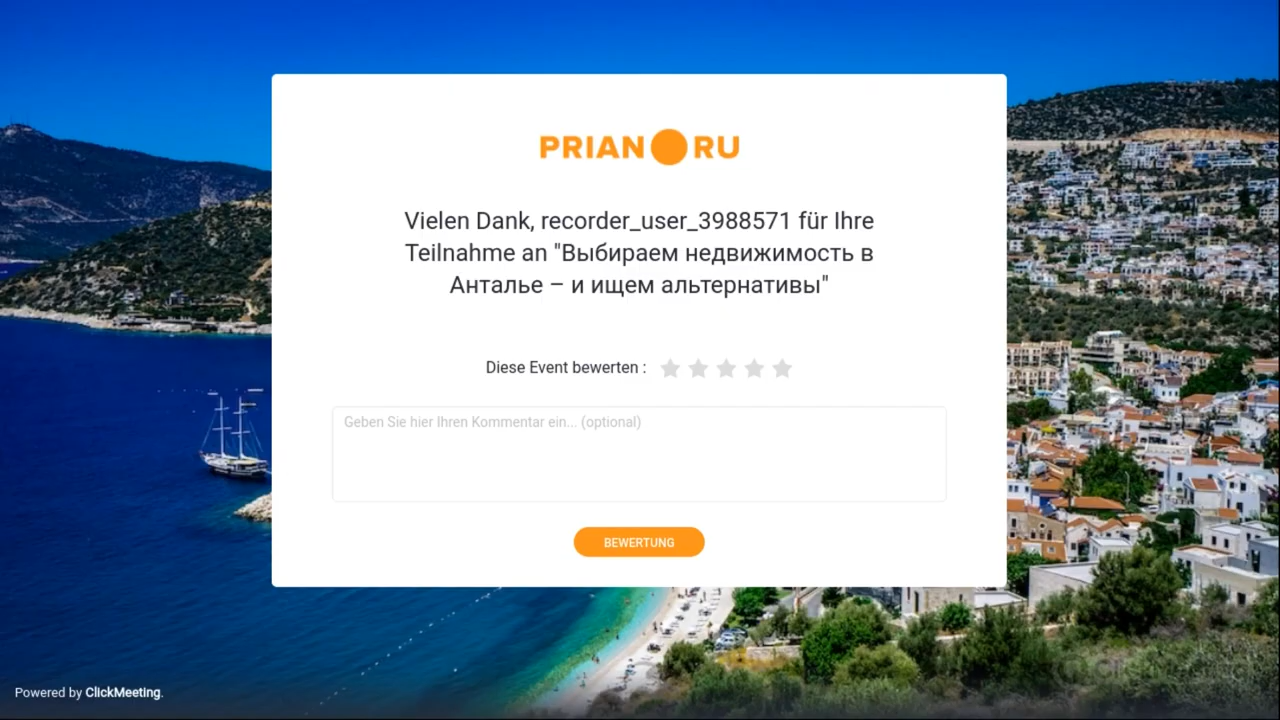 PRIAN RU
Vielen Dank, recorder_user_3988571 für Ihre
Teilnahme an "Выбираем недвижимость в
Анталье – и ищем альтернативы"
Diese Event bewerten :
Geben Sie hier Ihren Kommentar ein... (optional)
BEWERTUNG
Powered by ClickMeeting.